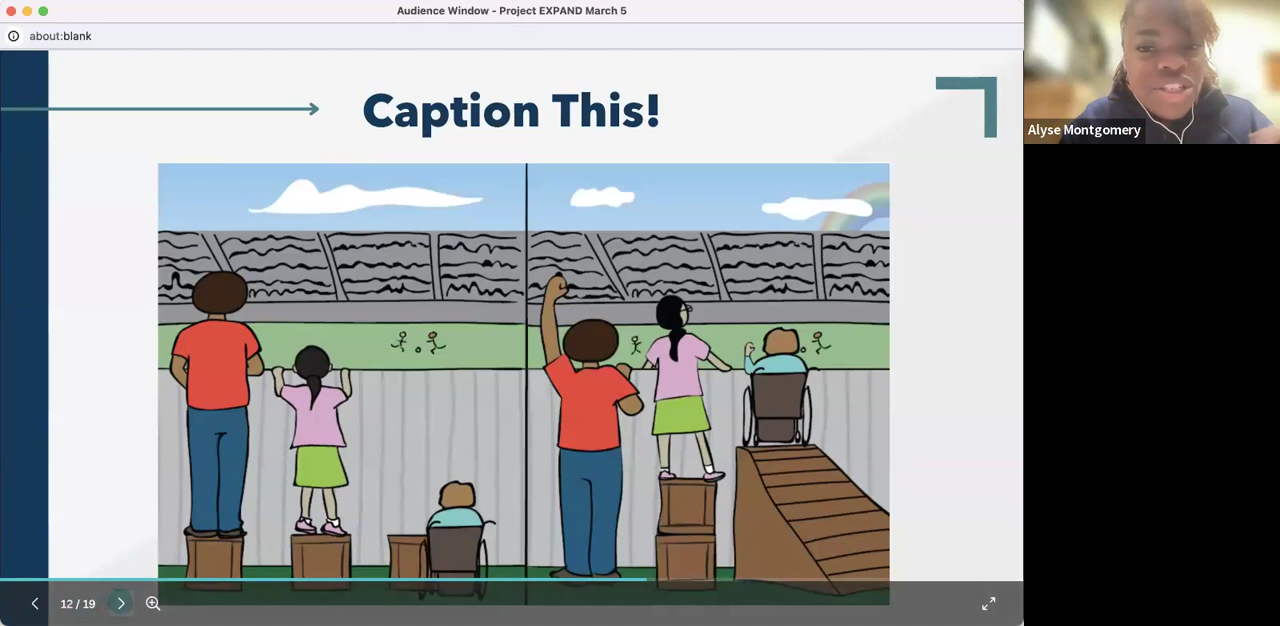 Audience Window - Project EXPAND March 5
about:blank
Caption This!
Alyse Montgomery
12 / 19